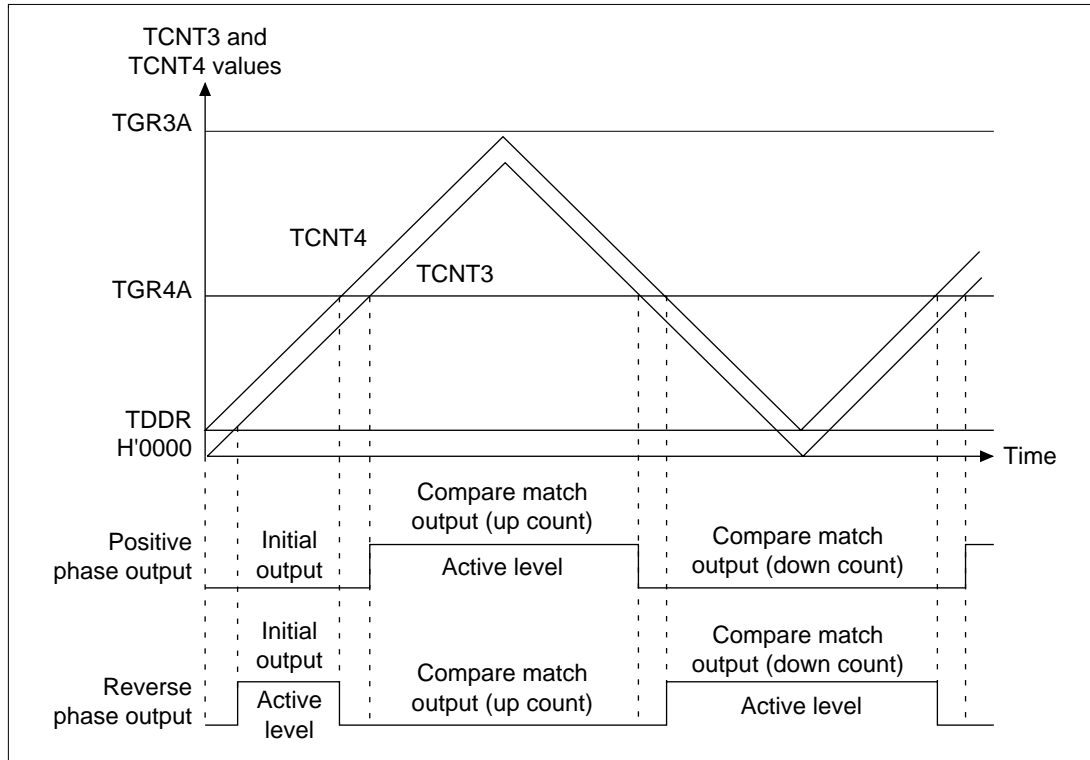 TCNT3 and
TCNT4 values
TGR3A
TCNT4
TCNT3
TGR4A
TDDR
H'0000
Time
Compare match
output (up count)
Positive
phase output
Initial
output
Active level
Compare match
output (down count)
Initial
output
Compare match
output (down count)
Reverse
phase output
Active
level
Compare match
output (up count)
Active level